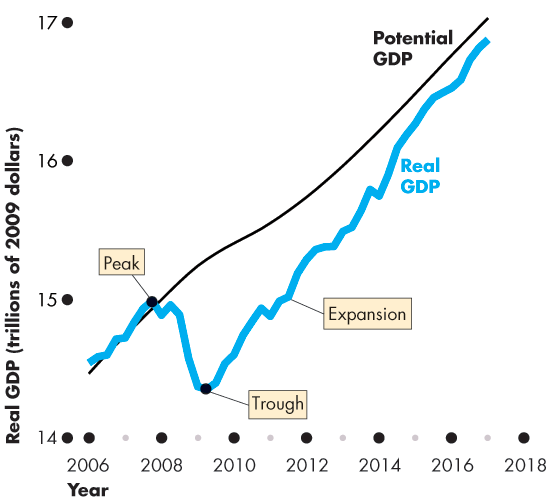 17
Potential
GDP
16
Real
GDP
Peak
15
Expansion
Trough
14
Real GDP (trillions of 2009 dollars)
2006 2008 2010 2012 2014 2016 2018
Year